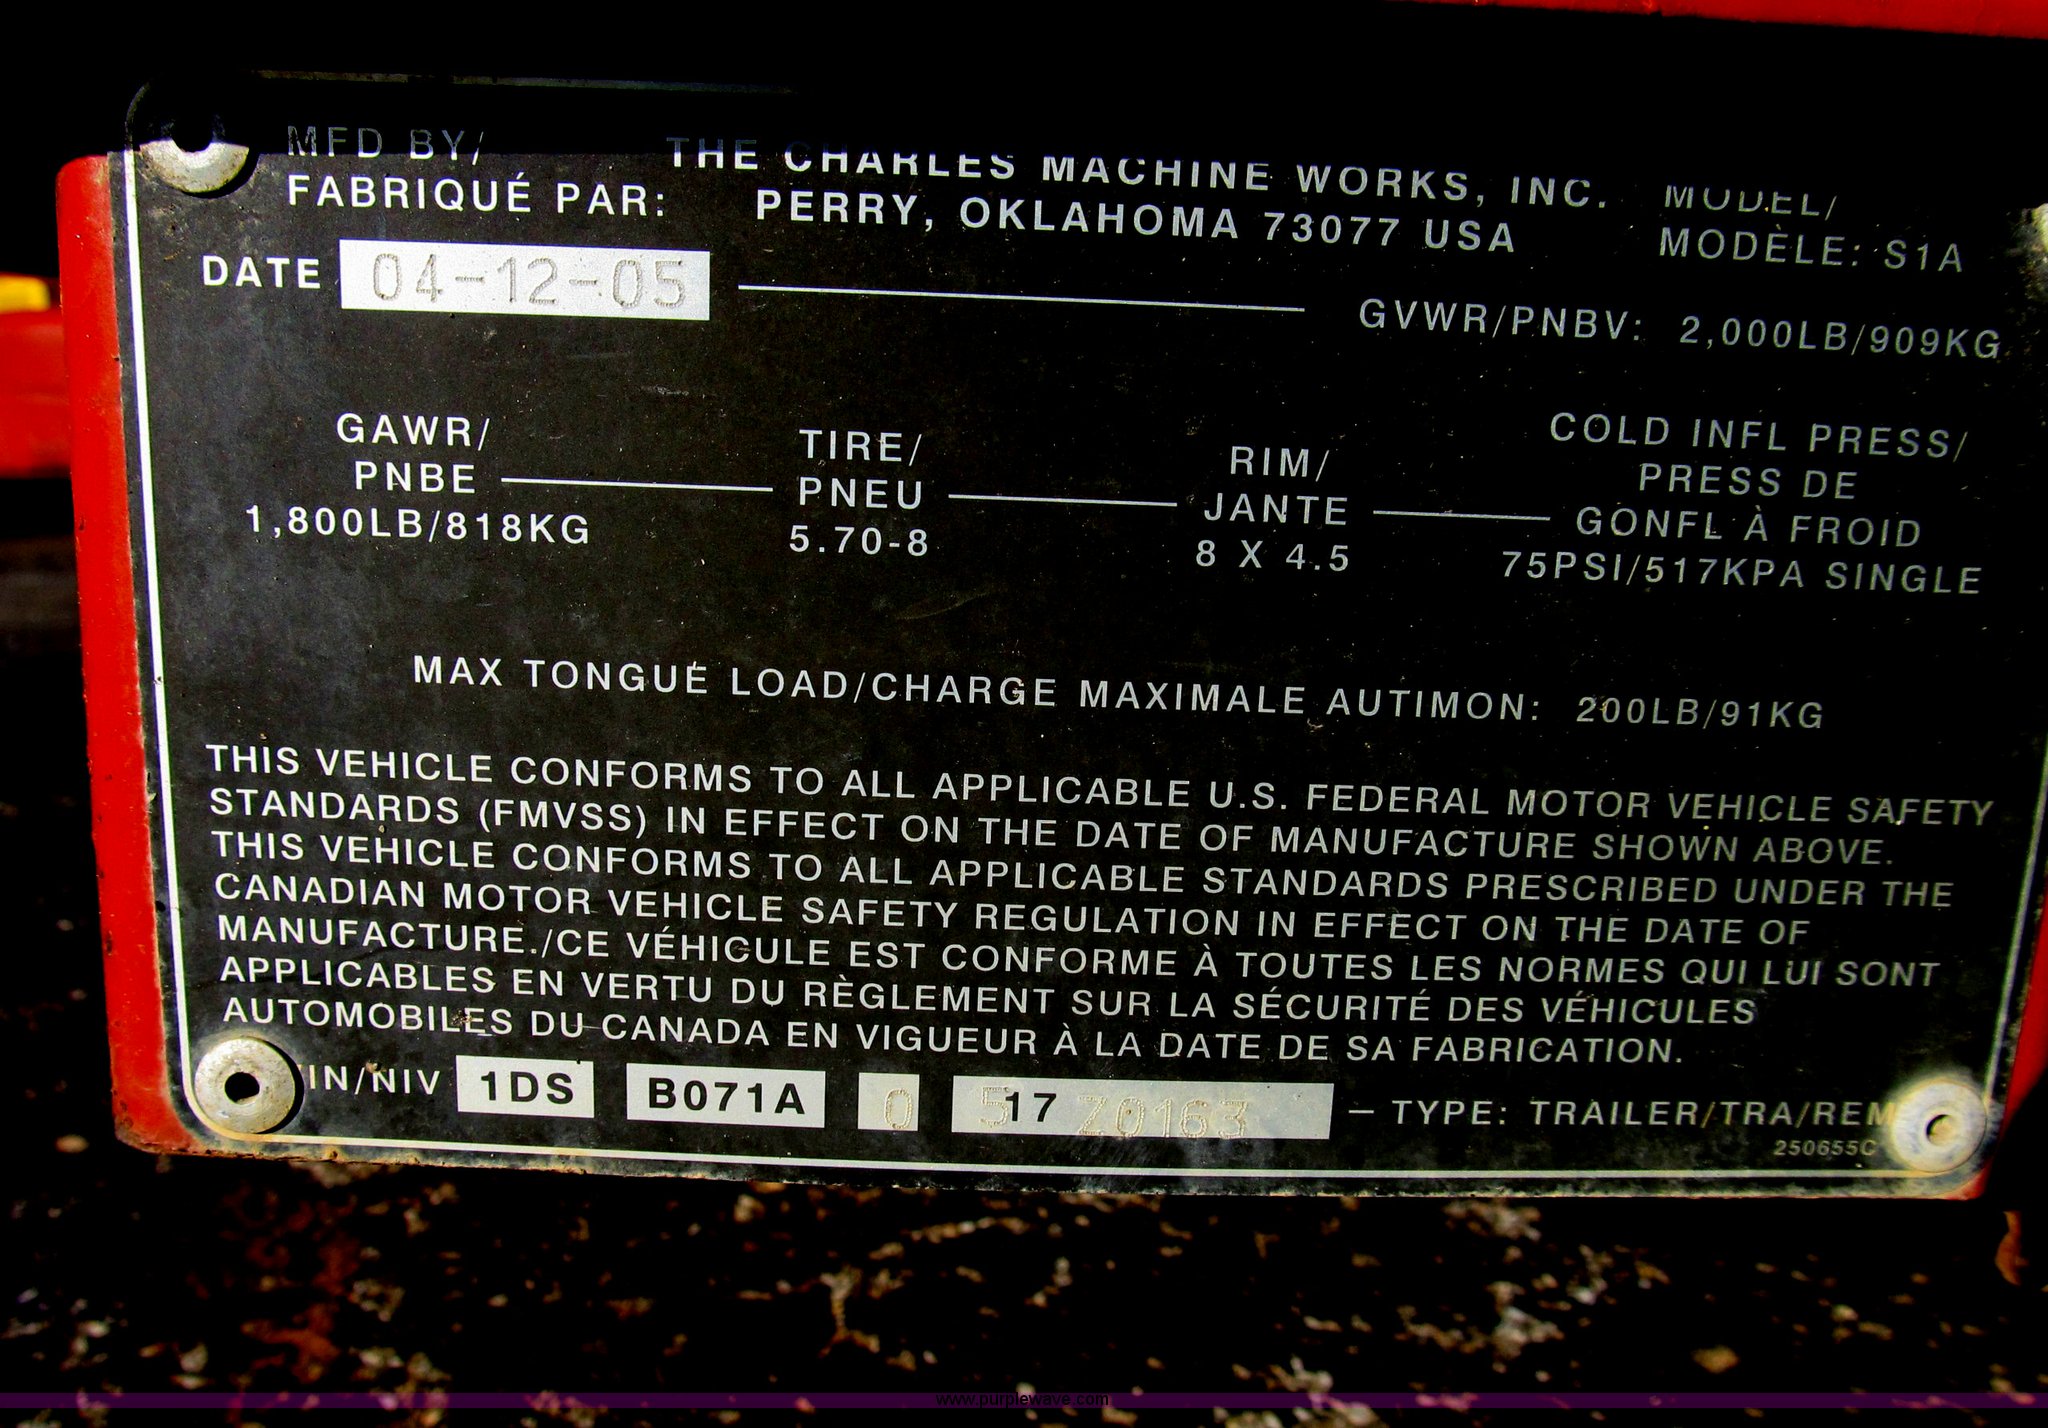 MFD BY/ THE CHARLES MACHINE WORKS, INC. MODEL/
FABRIQUÉ PAR: PERRY, OKLAHOMA 73077 USA MODÈLE: S1A
DATE 04-12-05
GVWR/PNBV: 2,000LB/909KG
GAWR/ TIRE/ RIM/ COLD INFL PRESS/
PNBE PNEU JANTE PRESS DE
1,800LB/818KG 5.70-8 8 X 4.5 GONFL À FROID
75PSI/517KPA SINGLE
MAX TONGUE LOAD/CHARGE MAXIMALE AUTIMON: 200LB/91KG
THIS VEHICLE CONFORMS TO ALL APPLICABLE U.S. FEDERAL MOTOR VEHICLE SAFETY
STANDARDS (FMVSS) IN EFFECT ON THE DATE OF MANUFACTURE SHOWN ABOVE.
THIS VEHICLE CONFORMS TO ALL APPLICABLE STANDARDS PRESCRIBED UNDER THE
CANADIAN MOTOR VEHICLE SAFETY REGULATION IN EFFECT ON THE DATE OF
MANUFACTURE./CE VÉHICULE EST CONFORME À TOUTES LES NORMES QUI LUI SONT
APPLICABLES EN VERTU DU RÈGLEMENT SUR LA SÉCURITÉ DES VÉHICULES
AUTOMOBILES DU CANADA EN VIGUEUR À LA DATE DE SA FABRICATION.
IN/NIV 1DS B071A 0 5 17 Z0163 – TYPE: TRAILER/TRA/REM
250655C
www.purplewave.com